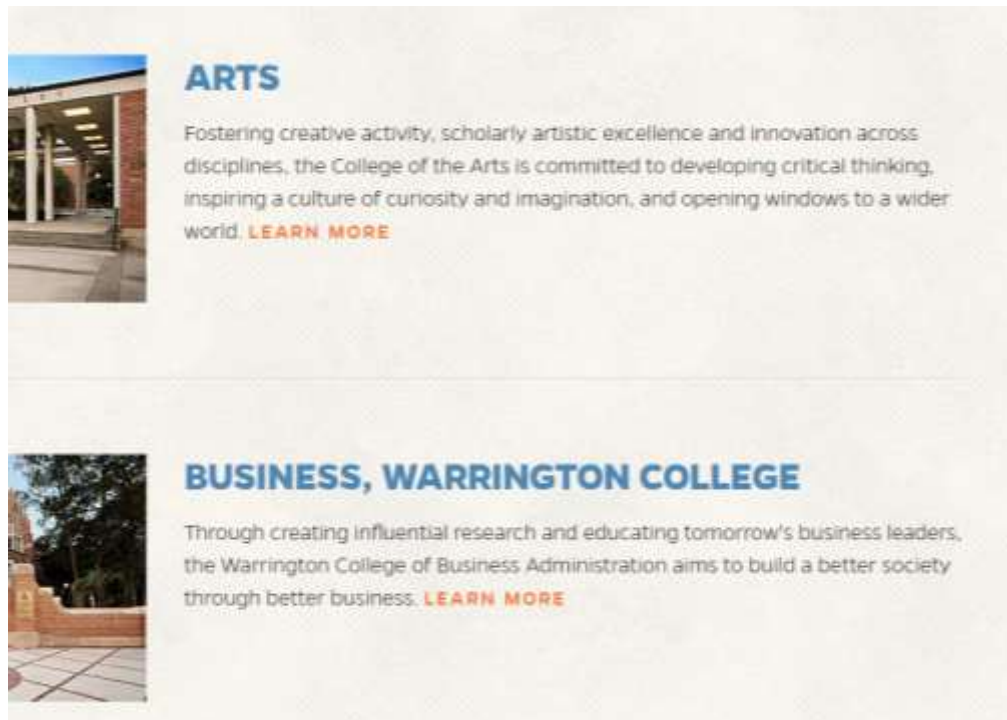 ARTS
Fostering creative activity, scholarly artistic excellence and innovation across
disciplines, the College of the Arts is committed to developing critical thinking,
inspiring a culture of curiosity and imagination, and opening windows to a wider
world. LEARN MORE
BUSINESS, WARRINGTON COLLEGE
Through creating influential research and educating tomorrow's business leaders,
the Warrington College of Business Administration aims to build a better society
through better business. LEARN MORE